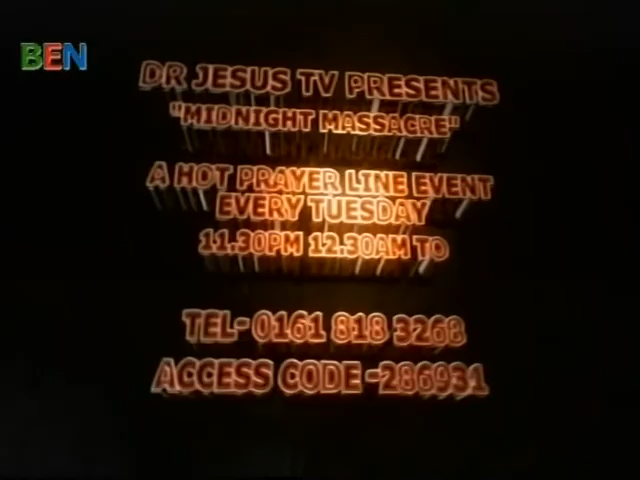 BEN
DR JESUS TV PRESENTS
"MIDNIGHT MASSACRE"
A HOT PRAYER LINE EVENT
EVERY TUESDAY
11.30PM 12.30AM TO
TEL- 0161 818 3268
ACCESS CODE -286931